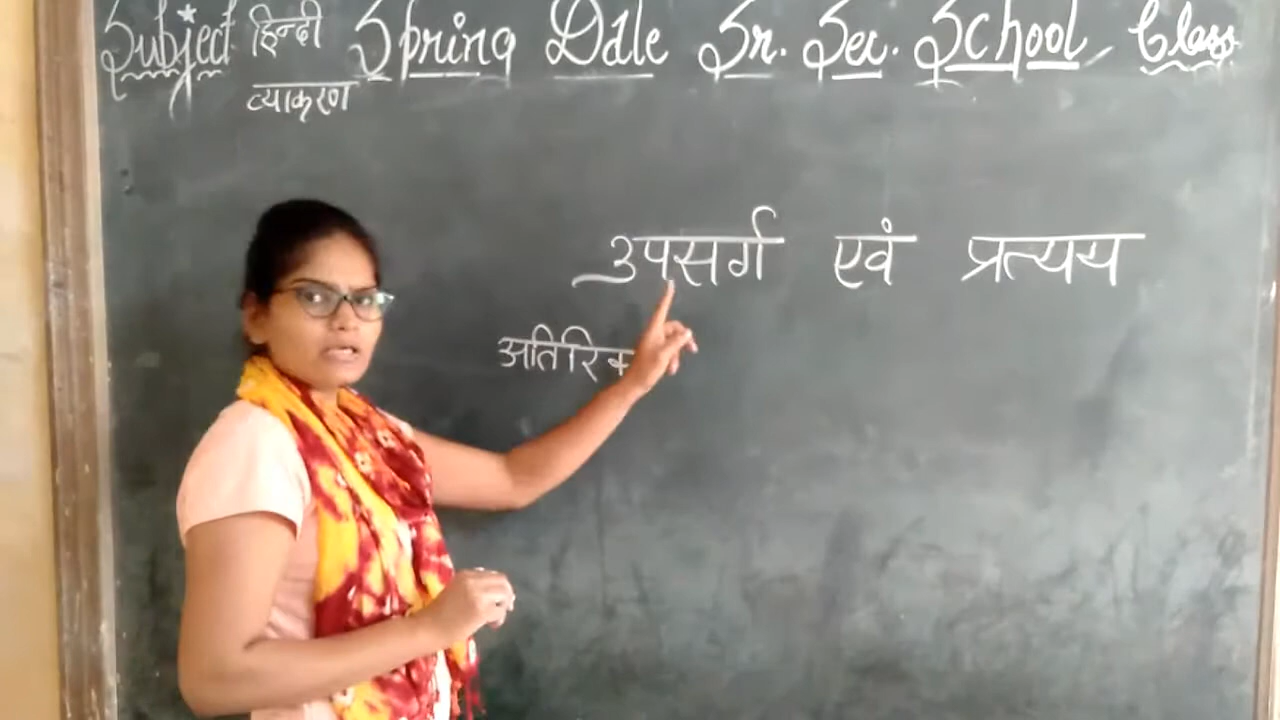 Subject हिन्दी Spring Dale Sr. Sec. School, Class
व्याकरण
उपसर्ग एवं प्रत्यय